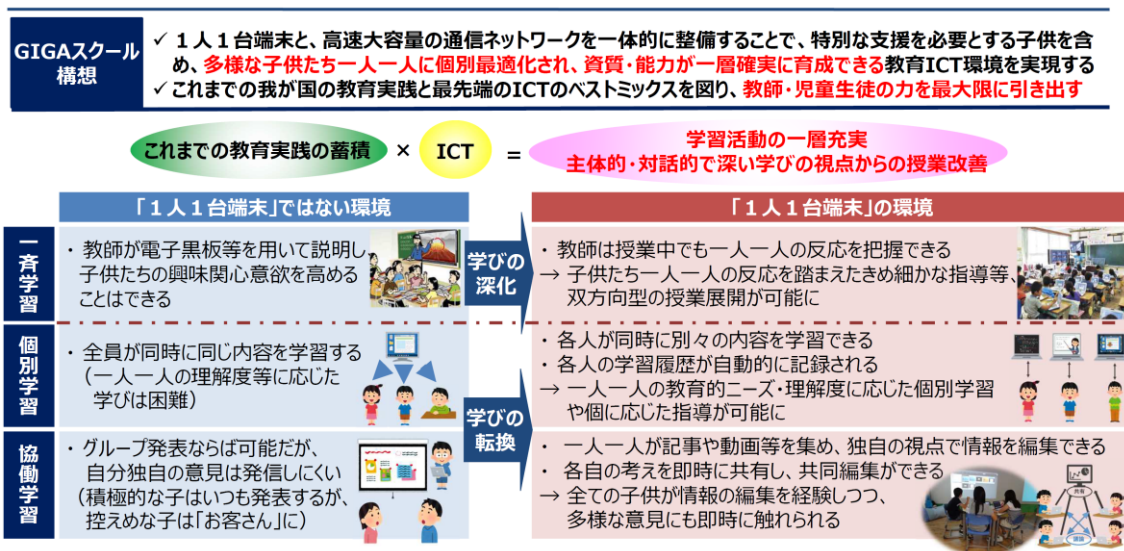 GIGAスクール
構想
✓ １人１台端末と、高速大容量の通信ネットワークを一体的に整備することで、特別な支援を必要とする子供を含
め、多様な子供たち一人一人に個別最適化され、資質・能力が一層確実に育成できる教育ICT環境を実現する
✓ これまでの我が国の教育実践と最先端のICTのベストミックスを図り、教師・児童生徒の力を最大限に引き出す
これまでの教育実践の蓄積 × ICT =
学習活動の一層充実
主体的・対話的で深い学びの視点からの授業改善
「１人１台端末」ではない環境
「１人１台端末」の環境
一斉学習
・ 教師が電子黒板等を用いて説明し
子供たちの興味関心意欲を高める
ことはできる
学びの
深化
・ 教師は授業中でも一人一人の反応を把握できる
→ 子供たち一人一人の反応を踏まえたきめ細かな指導等、
双方向型の授業展開が可能に
個別学習
・ 全員が同時に同じ内容を学習する
（一人一人の理解度等に応じた
学びは困難）
学びの
転換
・ 各人が同時に別々の内容を学習できる
・ 各人の学習履歴が自動的に記録される
→ 一人一人の教育的ニーズ・理解度に応じた個別学習
や個に応じた指導が可能に
協働学習
・ グループ発表ならば可能だが、
自分独自の意見は発信しにくい
（積極的な子はいつも発表するが、
控えめな子は「お客さん」に）
・ 一人一人が記事や動画等を集め、独自の視点で情報を編集できる
・ 各自の考えを即時に共有し、共同編集ができる
→ 全ての子供が情報の編集を経験しつつ、
多様な意見にも即時に触れられる
共有
議論